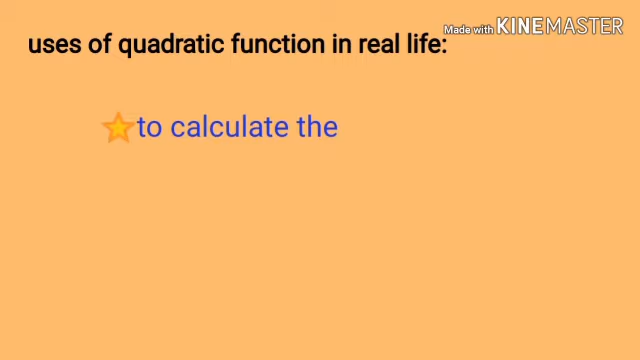 Made with KINEMASTER
uses of quadratic function in real life:
⭐to calculate the